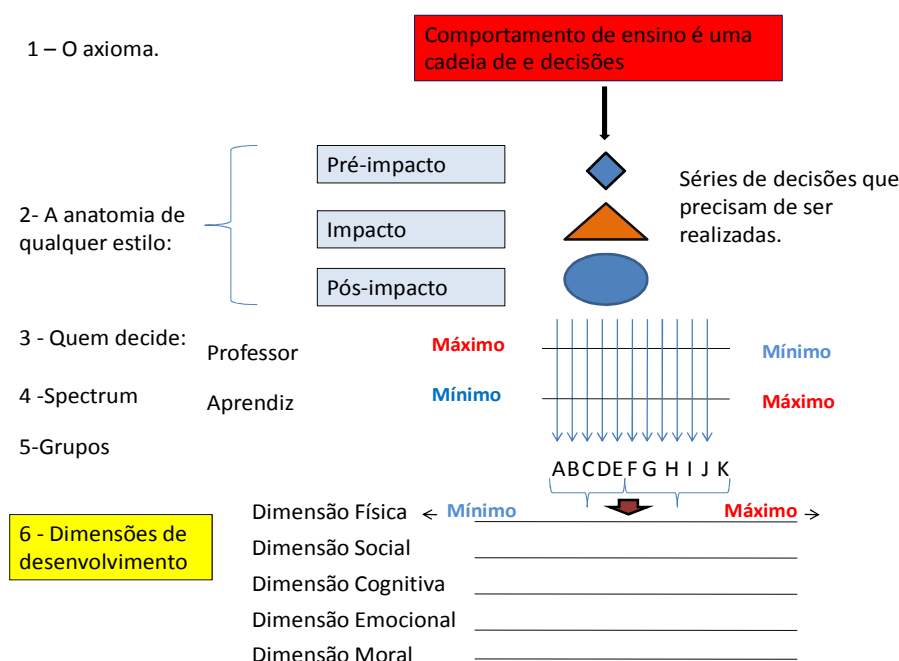 1 – O axioma.
Comportamento de ensino é uma
cadeia de e decisões
2- A anatomia de
qualquer estilo:
Pré-impacto
Impacto
Pós-impacto
Séries de decisões que
precisam de ser
realizadas.
3 - Quem decide:
Professor
Máximo
Mínimo
4 -Spectrum
Aprendiz
Mínimo
Máximo
5-Grupos
A B C D E F G H I J K
6 - Dimensões de
desenvolvimento
Dimensão Física
Mínimo
Máximo
Dimensão Social
Dimensão Cognitiva
Dimensão Emocional
Dimensão Moral